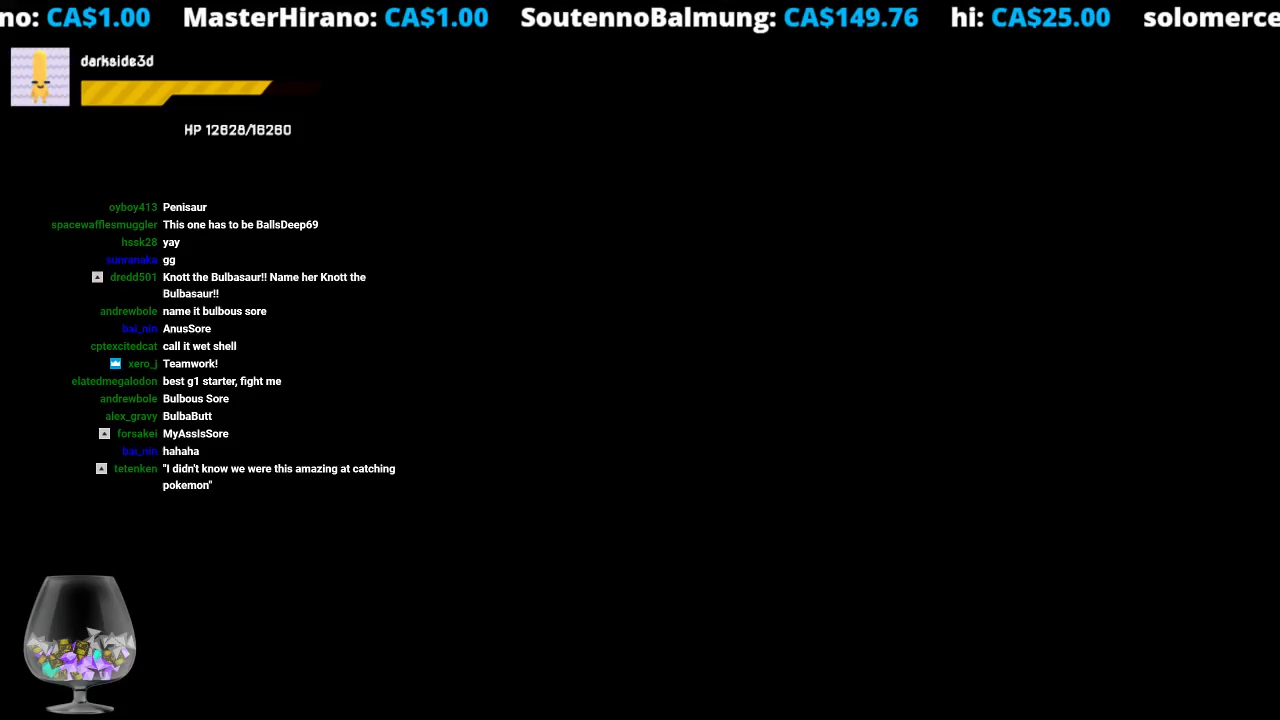 no: CA$1.00 MasterHirano: CA$1.00 SoutennoBalmung: CA$149.76 hi: CA$25.00 solomerce
darkside3d
HP 12628/16260
oyboy413 Penisaur
spacewafflesmuggler This one has to be BallsDeep69
hssk28 yay
sunranaka gg
dredd501 Knott the Bulbasaur!! Name her Knott the
Bulbasaur!!
andrewbole name it bulbous sore
bai_nin AnusSore
cptexcitedcat call it wet shell
xero_j Teamwork!
elatedmegalodon best g1 starter, fight me
andrewbole Bulbous Sore
alex_gravy BulbaButt
forsakei MyAssIsSore
bai_nin hahaha
tetenken "I didn't know we were this amazing at catching
pokemon"